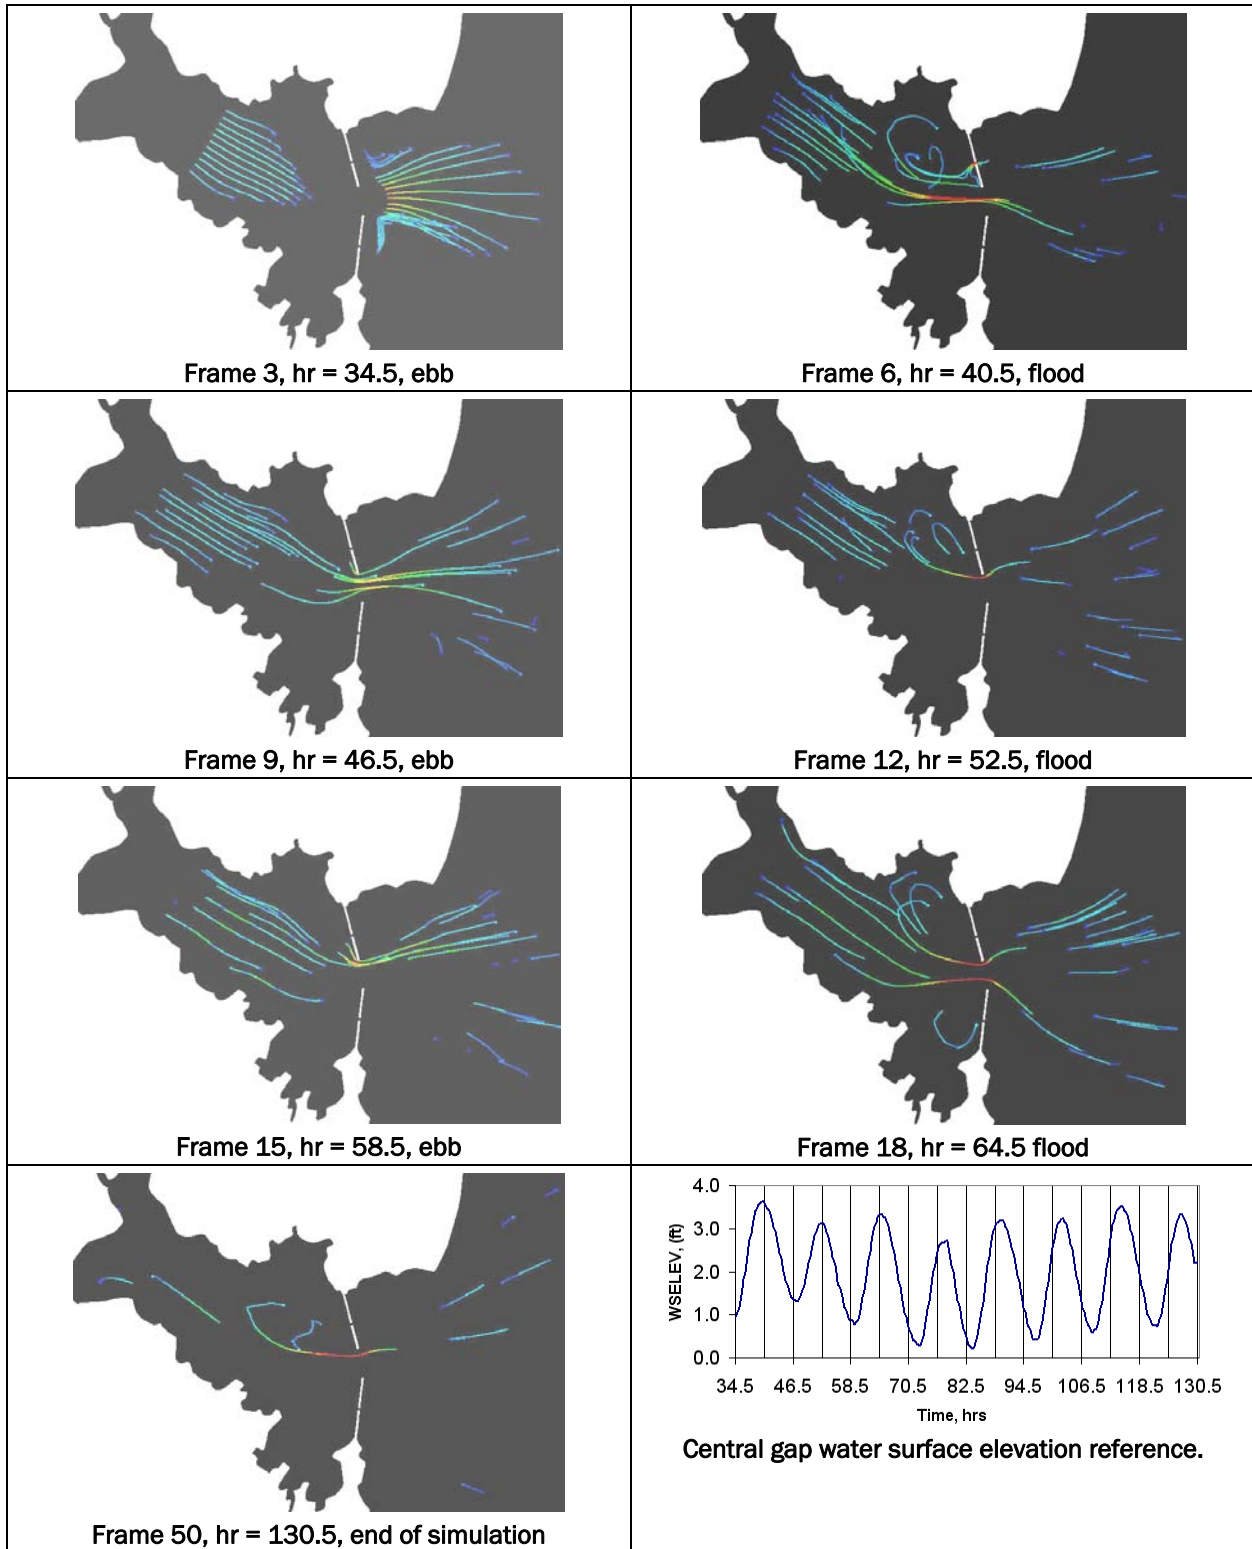 Frame 3, hr = 34.5, ebb
Frame 6, hr = 40.5, flood
Frame 9, hr = 46.5, ebb
Frame 12, hr = 52.5, flood
Frame 15, hr = 58.5, ebb
Frame 18, hr = 64.5 flood
Frame 50, hr = 130.5, end of simulation
WSELEV, (ft)
4.0
3.0
2.0
1.0
0.0
34.5 46.5 58.5 70.5 82.5 94.5 106.5 118.5 130.5
Time, hrs
Central gap water surface elevation reference.